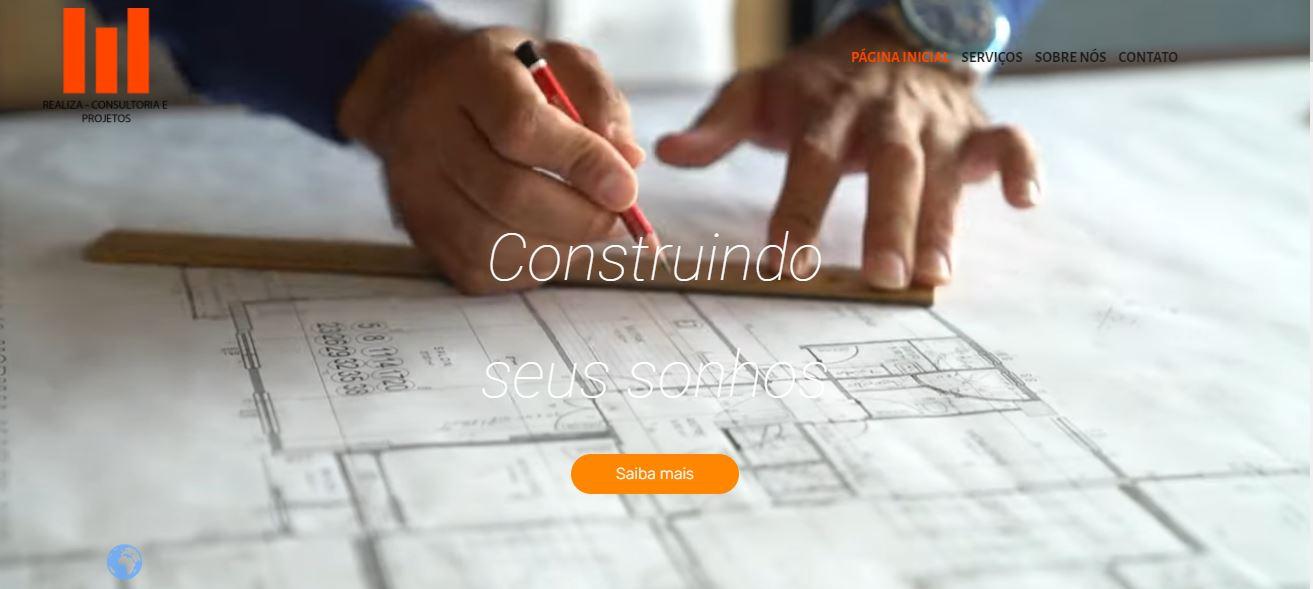 REALIZA - CONSULTORIA E
PROJETOS
PÁGINA INICIAL SERVIÇOS SOBRE NÓS CONTATO
Construindo
seus sonhos
Saiba mais